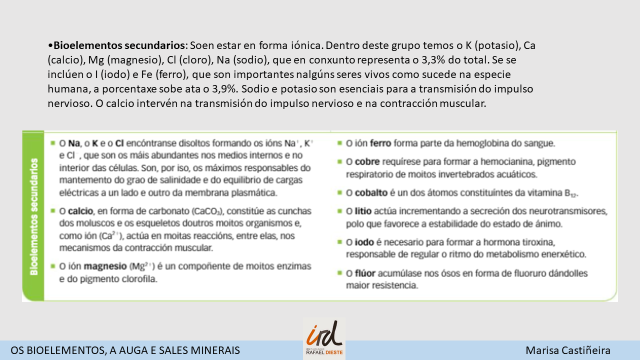 •Bioelementos secundarios: Soen estar en forma iónica. Dentro deste grupo temos o K (potasio), Ca
(calcio), Mg (magnesio), Cl (cloro), Na (sodio), que en conxunto representa o 3,3% do total. Se se
inclúen o I (iodo) e Fe (ferro), que son importantes nalgúns seres vivos como sucede na especie
humana, a porcentaxe sobe ata o 3,9%. Sodio e potasio son esenciais para a transmisión do impulso
nervioso. O calcio intervén na transmisión do impulso nervioso e na contracción muscular.
Bioelementos secundarios
O Na, o K e o Cl encóntranse disoltos formando os ións Na⁺, K⁺
e Cl⁻, que son os máis abundantes nos medios internos e no
interior das células. Son, por iso, os máximos responsables do
mantemento do grao de salinidade e do equilibrio de cargas
eléctricas a un lado e outro da membrana plasmática.
O calcio, en forma de carbonato (CaCO₃), constitúe as cunchas
dos moluscos e os esqueletos doutros moitos organismos e,
como ión (Ca²⁺), actúa en moitas reaccións, entre elas, nos
mecanismos da contracción muscular.
O ión magnesio (Mg²⁺) é un compoñente de moitos enzimas
e do pigmento clorofila.
O ión ferro forma parte da hemoglobina do sangue.
O cobre requírese para formar a hemocianina, pigmento
respiratorio de moitos invertebrados acuáticos.
O cobalto é un dos átomos constituíntes da vitamina B₁₂.
O litio actúa incrementando a secreción dos neurotransmisores,
polo que favorece a estabilidade do estado de ánimo.
O iodo é necesario para formar a hormona tiroxina,
responsable de regular o ritmo do metabolismo enerxético.
O flúor acumúlase nos ósos en forma de fluoruro dándolles
maior resistencia.
ird
RAFAEL DIESTE
OS BIOELEMENTOS, A AUGA E SALES MINERAIS
Marisa Castiñeira